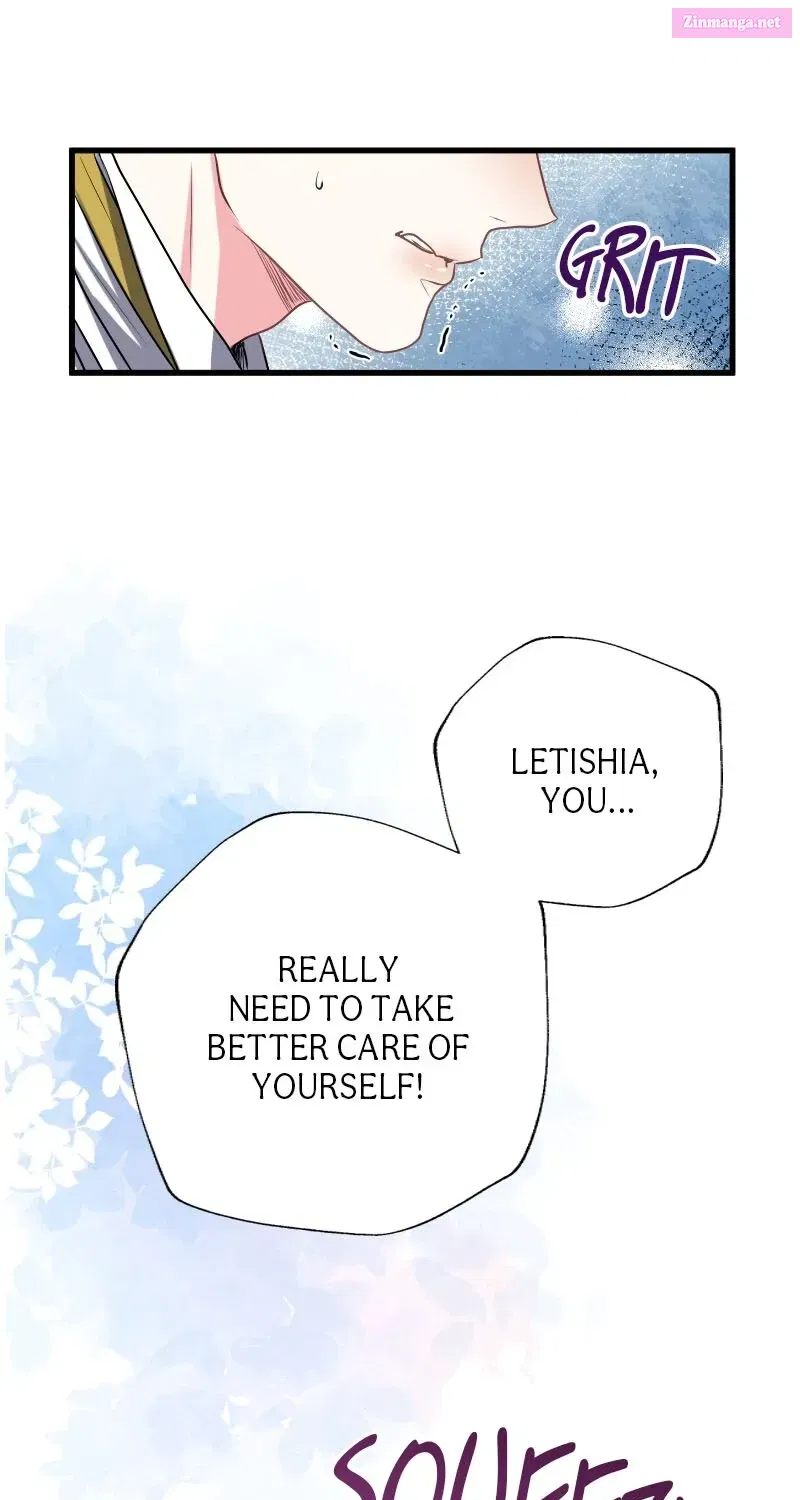 Zinmanga.net
GRIT
LETISHIA,
YOU...
REALLY
NEED TO TAKE
BETTER CARE OF
YOURSELF!